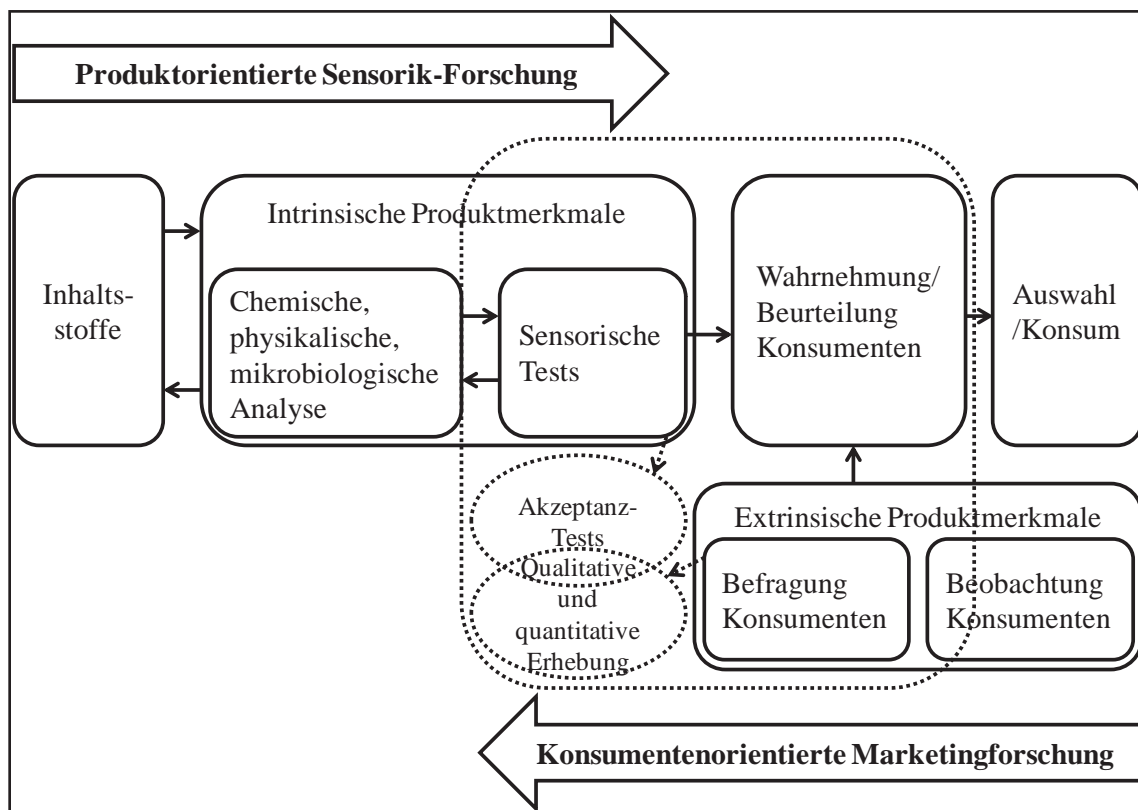 Produktorientierte Sensorik-Forschung
Inhalts-
stoffe
Intrinsische Produktmerkmale
Chemische,
physikalische,
mikrobiologische
Analyse
Sensorische
Tests
Wahrnehmung/
Beurteilung
Konsumenten
Auswahl
/Konsum
Akzeptanz-
Tests
Qualitative
und
quantitative
Erhebung
Extrinsische Produktmerkmale
Befragung
Konsumenten
Beobachtung
Konsumenten
Konsumentenorientierte Marketingforschung